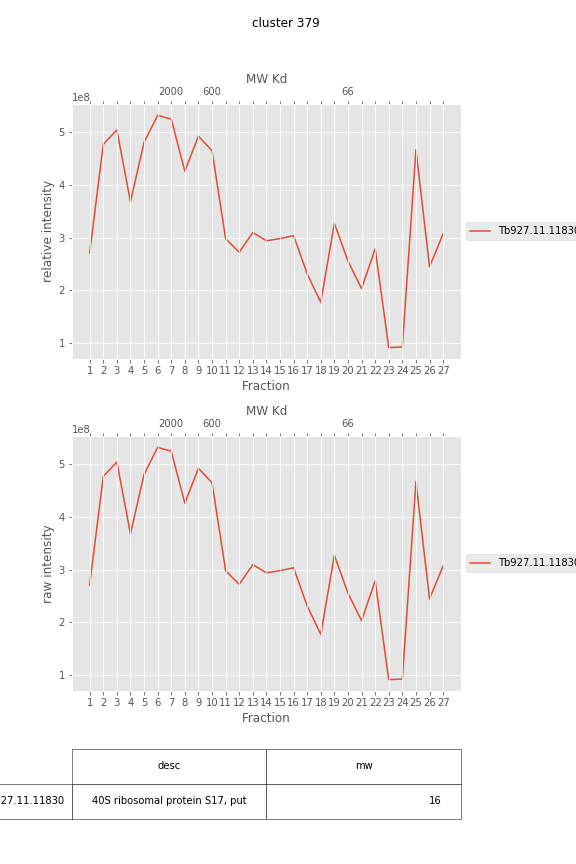 cluster 379
MW Kd
2000 600 66
1e8
5
4
3
2
1
relative intensity
1 2 3 4 5 6 7 8 9 10 11 12 13 14 15 16 17 18 19 20 21 22 23 24 25 26 27
Fraction
Tb927.11.11830
MW Kd
2000 600 66
1e8
5
4
3
2
1
raw intensity
1 2 3 4 5 6 7 8 9 10 11 12 13 14 15 16 17 18 19 20 21 22 23 24 25 26 27
Fraction
Tb927.11.11830
desc mw
27.11.11830 40S ribosomal protein S17, put 16